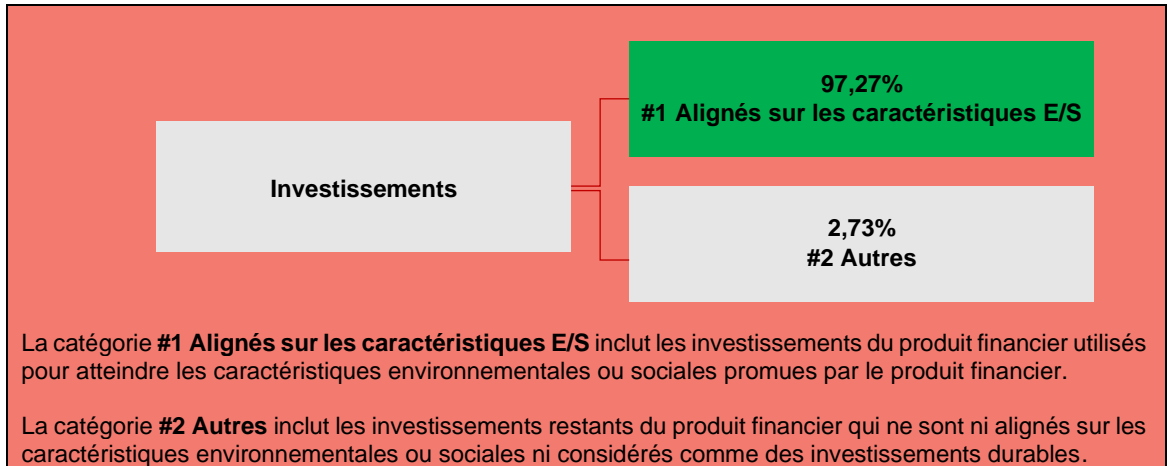 97,27%
#1 Alignés sur les caractéristiques E/S
Investissements
2,73%
#2 Autres
La catégorie #1 Alignés sur les caractéristiques E/S inclut les investissements du produit financier utilisés
pour atteindre les caractéristiques environnementales ou sociales promues par le produit financier.
La catégorie #2 Autres inclut les investissements restants du produit financier qui ne sont ni alignés sur les
caractéristiques environnementales ou sociales ni considérés comme des investissements durables.